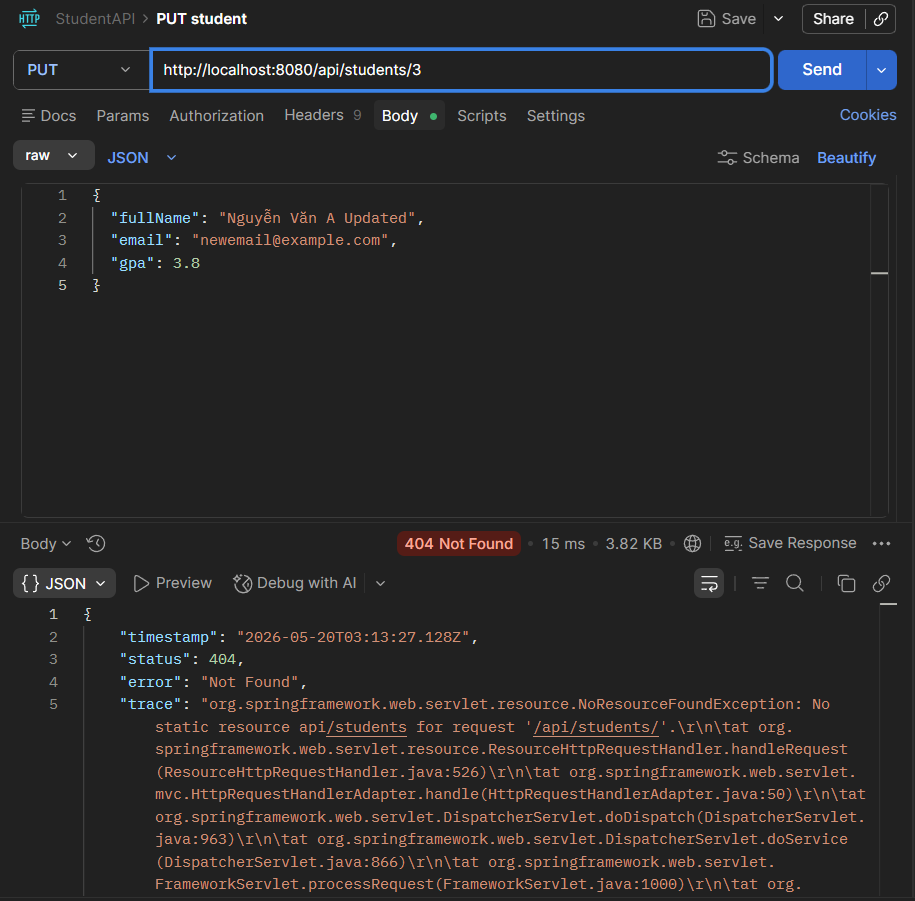 HTTP StudentAPI > PUT student Save Share
PUT http://localhost:8080/api/students/3 Send
Docs Params Authorization Headers 9 Body Scripts Settings Cookies
raw JSON Schema Beautify
1 {
2 "fullName": "Nguyễn Văn A Updated",
3 "email": "newemail@example.com",
4 "gpa": 3.8
5 }
Body 404 Not Found • 15 ms • 3.82 KB • e.g. Save Response
{} JSON Preview Debug with AI
1 {
2 "timestamp": "2026-05-20T03:13:27.128Z",
3 "status": 404,
4 "error": "Not Found",
5 "trace": "org.springframework.web.servlet.resource.NoResourceFoundException: No
static resource api/students for request '/api/students/'.\r\n\tat org.
springframework.web.servlet.resource.ResourceHttpRequestHandler.handleRequest
(ResourceHttpRequestHandler.java:526)\r\n\tat org.springframework.web.servlet.
mvc.HttpRequestHandlerAdapter.handle(HttpRequestHandlerAdapter.java:50)\r\n\tat
org.springframework.web.servlet.DispatcherServlet.doDispatch(DispatcherServlet.
java:963)\r\n\tat org.springframework.web.servlet.DispatcherServlet.doService
(DispatcherServlet.java:866)\r\n\tat org.springframework.web.servlet.
FrameworkServlet.processRequest(FrameworkServlet.java:1000)\r\n\tat org.